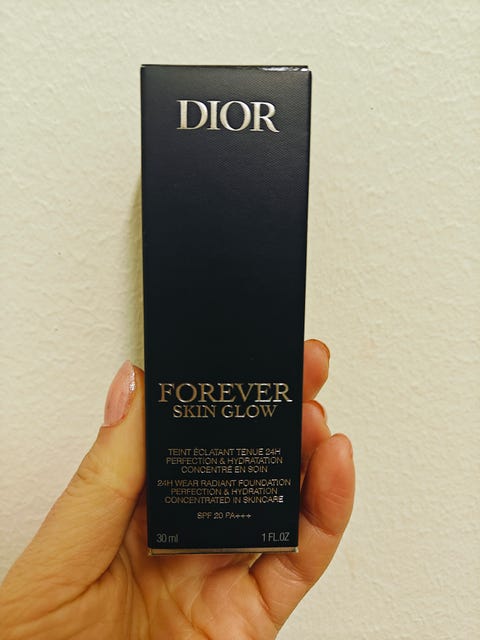 DIOR
FOREVER
SKIN GLOW
TEINT ÉCLATANT TENUE 24H
PERFECTION & HYDRATATION
CONCENTRÉ EN SOIN
24H WEAR RADIANT FOUNDATION
PERFECTION & HYDRATION
CONCENTRATED IN SKINCARE
SPF 20 PA+++
30 ml 1 FL.OZ